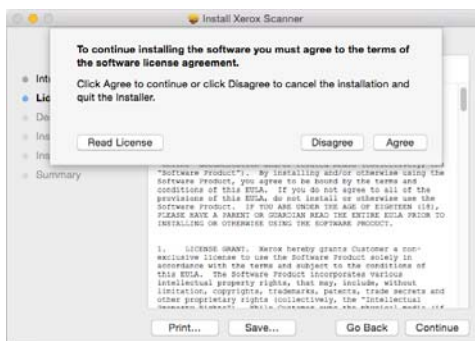 Install Xerox Scanner
To continue installing the software you must agree to the terms of
the software license agreement.
Click Agree to continue or click Disagree to cancel the installation and
quit the Installer.
Read License
Disagree
Agree
Int
Lic
De
Ins
Ins
Summary
"Software Product"). By installing and/or otherwise using the
Software Product, you agree to be bound by the terms and
conditions of this EULA. If you do not agree to all of the
provisions of this EULA, do not install or otherwise use the
Software Product. IF YOU ARE UNDER THE AGE OF EIGHTEEN (18),
PLEASE HAVE A PARENT OR GUARDIAN READ THE ENTIRE EULA PRIOR TO
INSTALLING OR OTHERWISE USING THE SOFTWARE PRODUCT.
1. LICENSE GRANT. Xerox hereby grants Customer a non-
exclusive license to use the Software Product solely in
accordance with the terms and subject to the conditions of
this EULA. The Software Product incorporates various
intellectual property rights, that may, include, without
limitation, copyrights, trademarks, patents, trade secrets and
other proprietary rights (collectively, the "Intellectual
Print...
Save...
Go Back
Continue